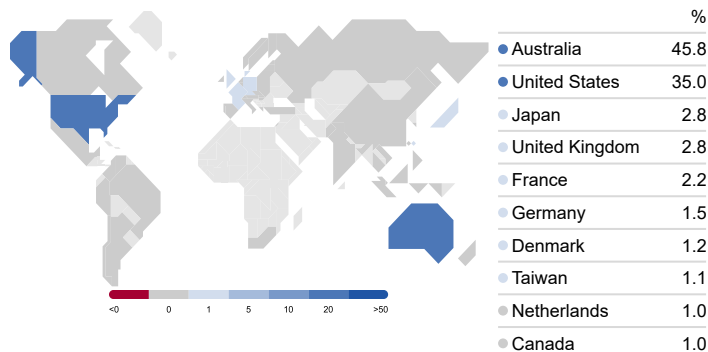 %
Australia 45.8
United States 35.0
Japan 2.8
United Kingdom 2.8
France 2.2
Germany 1.5
Denmark 1.2
Taiwan 1.1
Netherlands 1.0
Canada 1.0
<0 0 1 5 10 20 >50